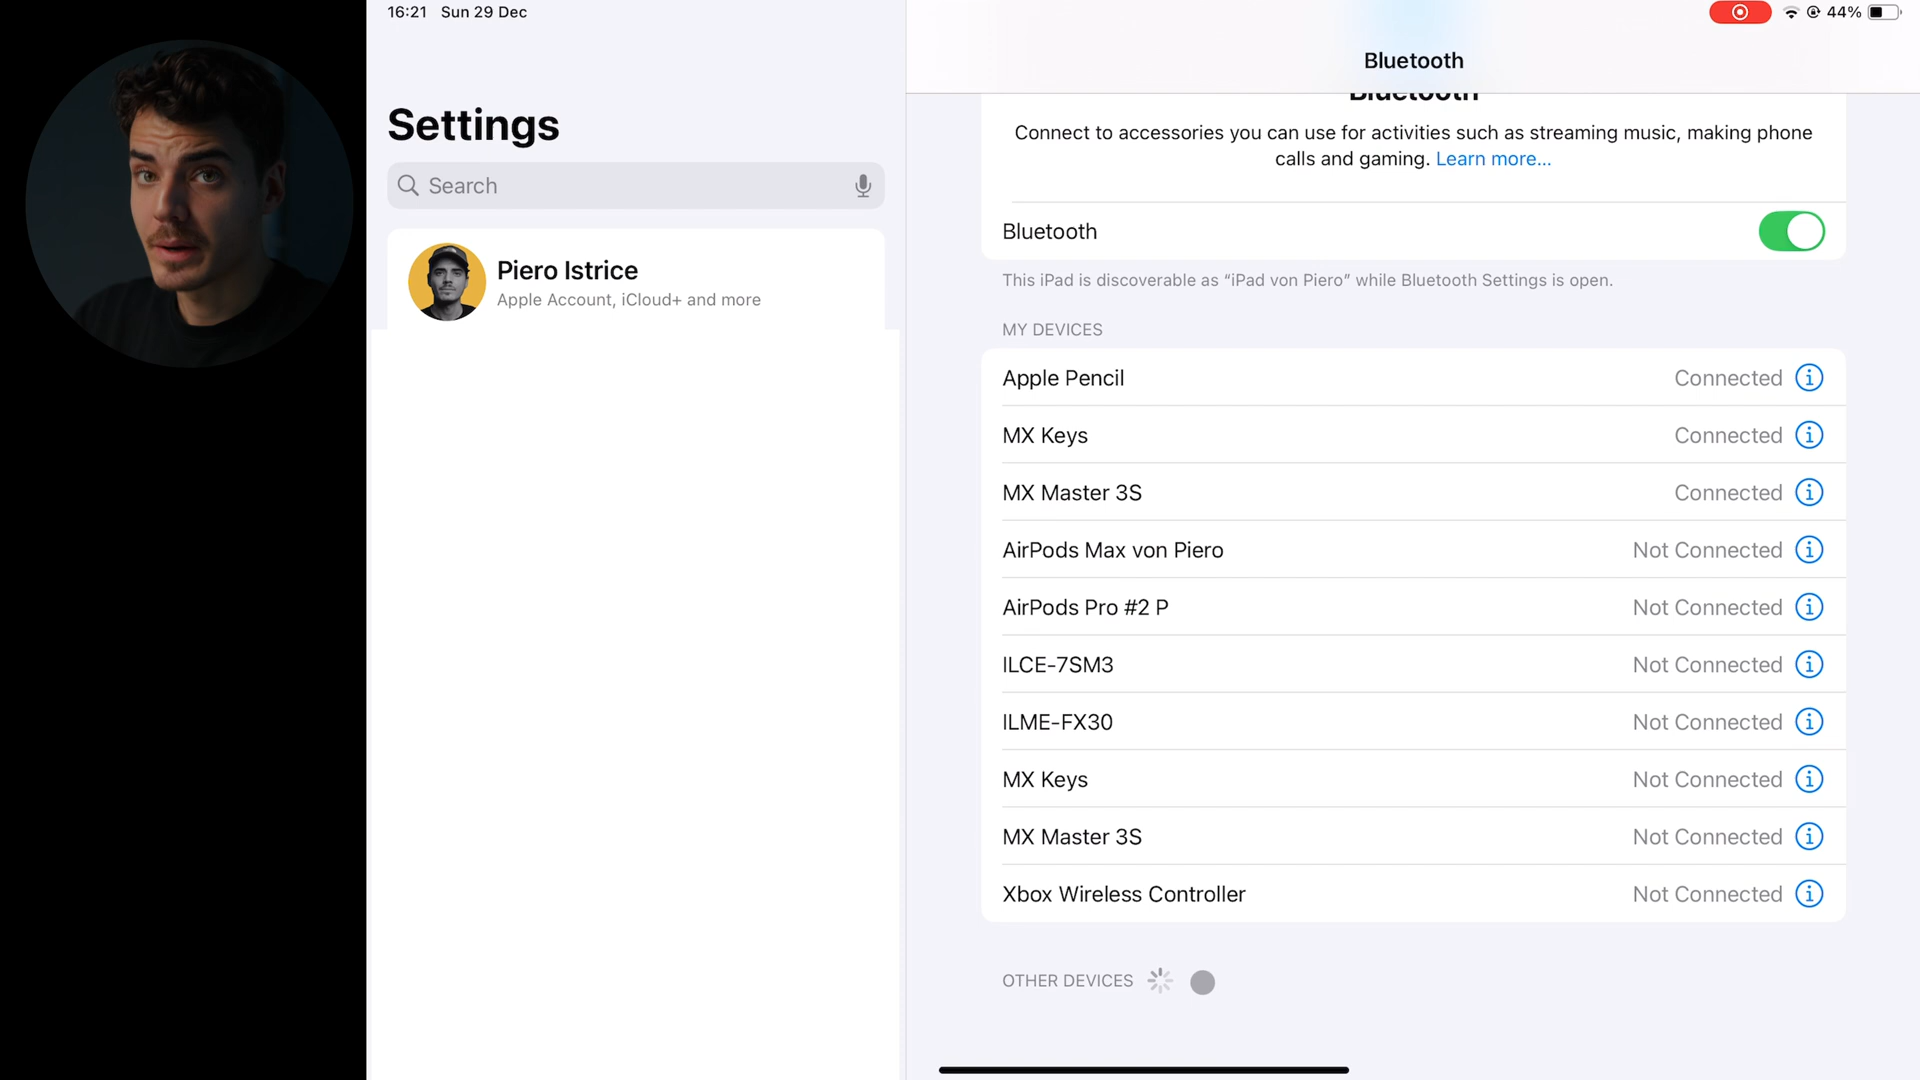 16:21 Sun 29 Dec
44%
Settings
Search
Piero Istrice
Apple Account, iCloud+ and more
Bluetooth
Bluetooth
Connect to accessories you can use for activities such as streaming music, making phone
calls and gaming. Learn more...
Bluetooth
This iPad is discoverable as “iPad von Piero” while Bluetooth Settings is open.
MY DEVICES
Apple Pencil Connected
MX Keys Connected
MX Master 3S Connected
AirPods Max von Piero Not Connected
AirPods Pro #2 P Not Connected
ILCE-7SM3 Not Connected
ILME-FX30 Not Connected
MX Keys Not Connected
MX Master 3S Not Connected
Xbox Wireless Controller Not Connected
OTHER DEVICES